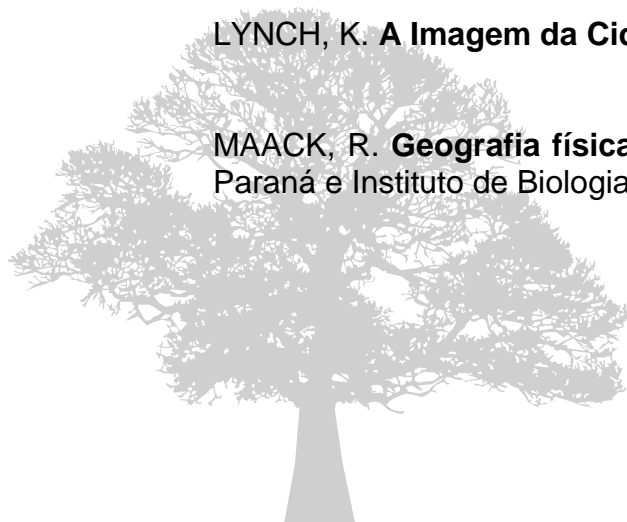 LYNCH, K. A Imagem da
MAACK, R. Geografia física
Paraná e Instituto de Biologia